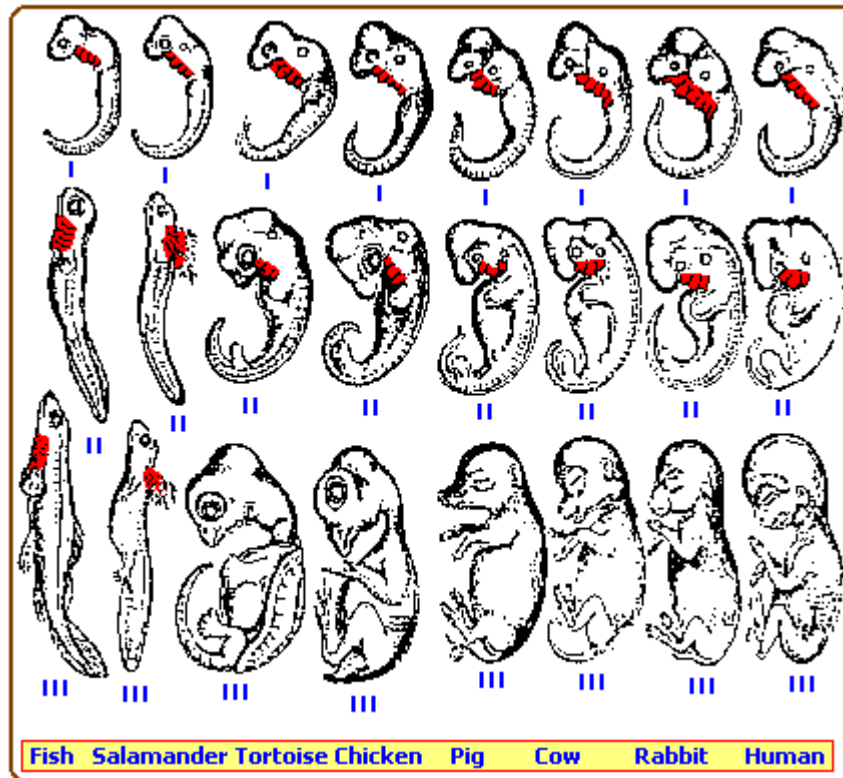 I I I I I I I I
II II II II II II II II
III III III III III III III III
Fish Salamander Tortoise Chicken Pig Cow Rabbit Human